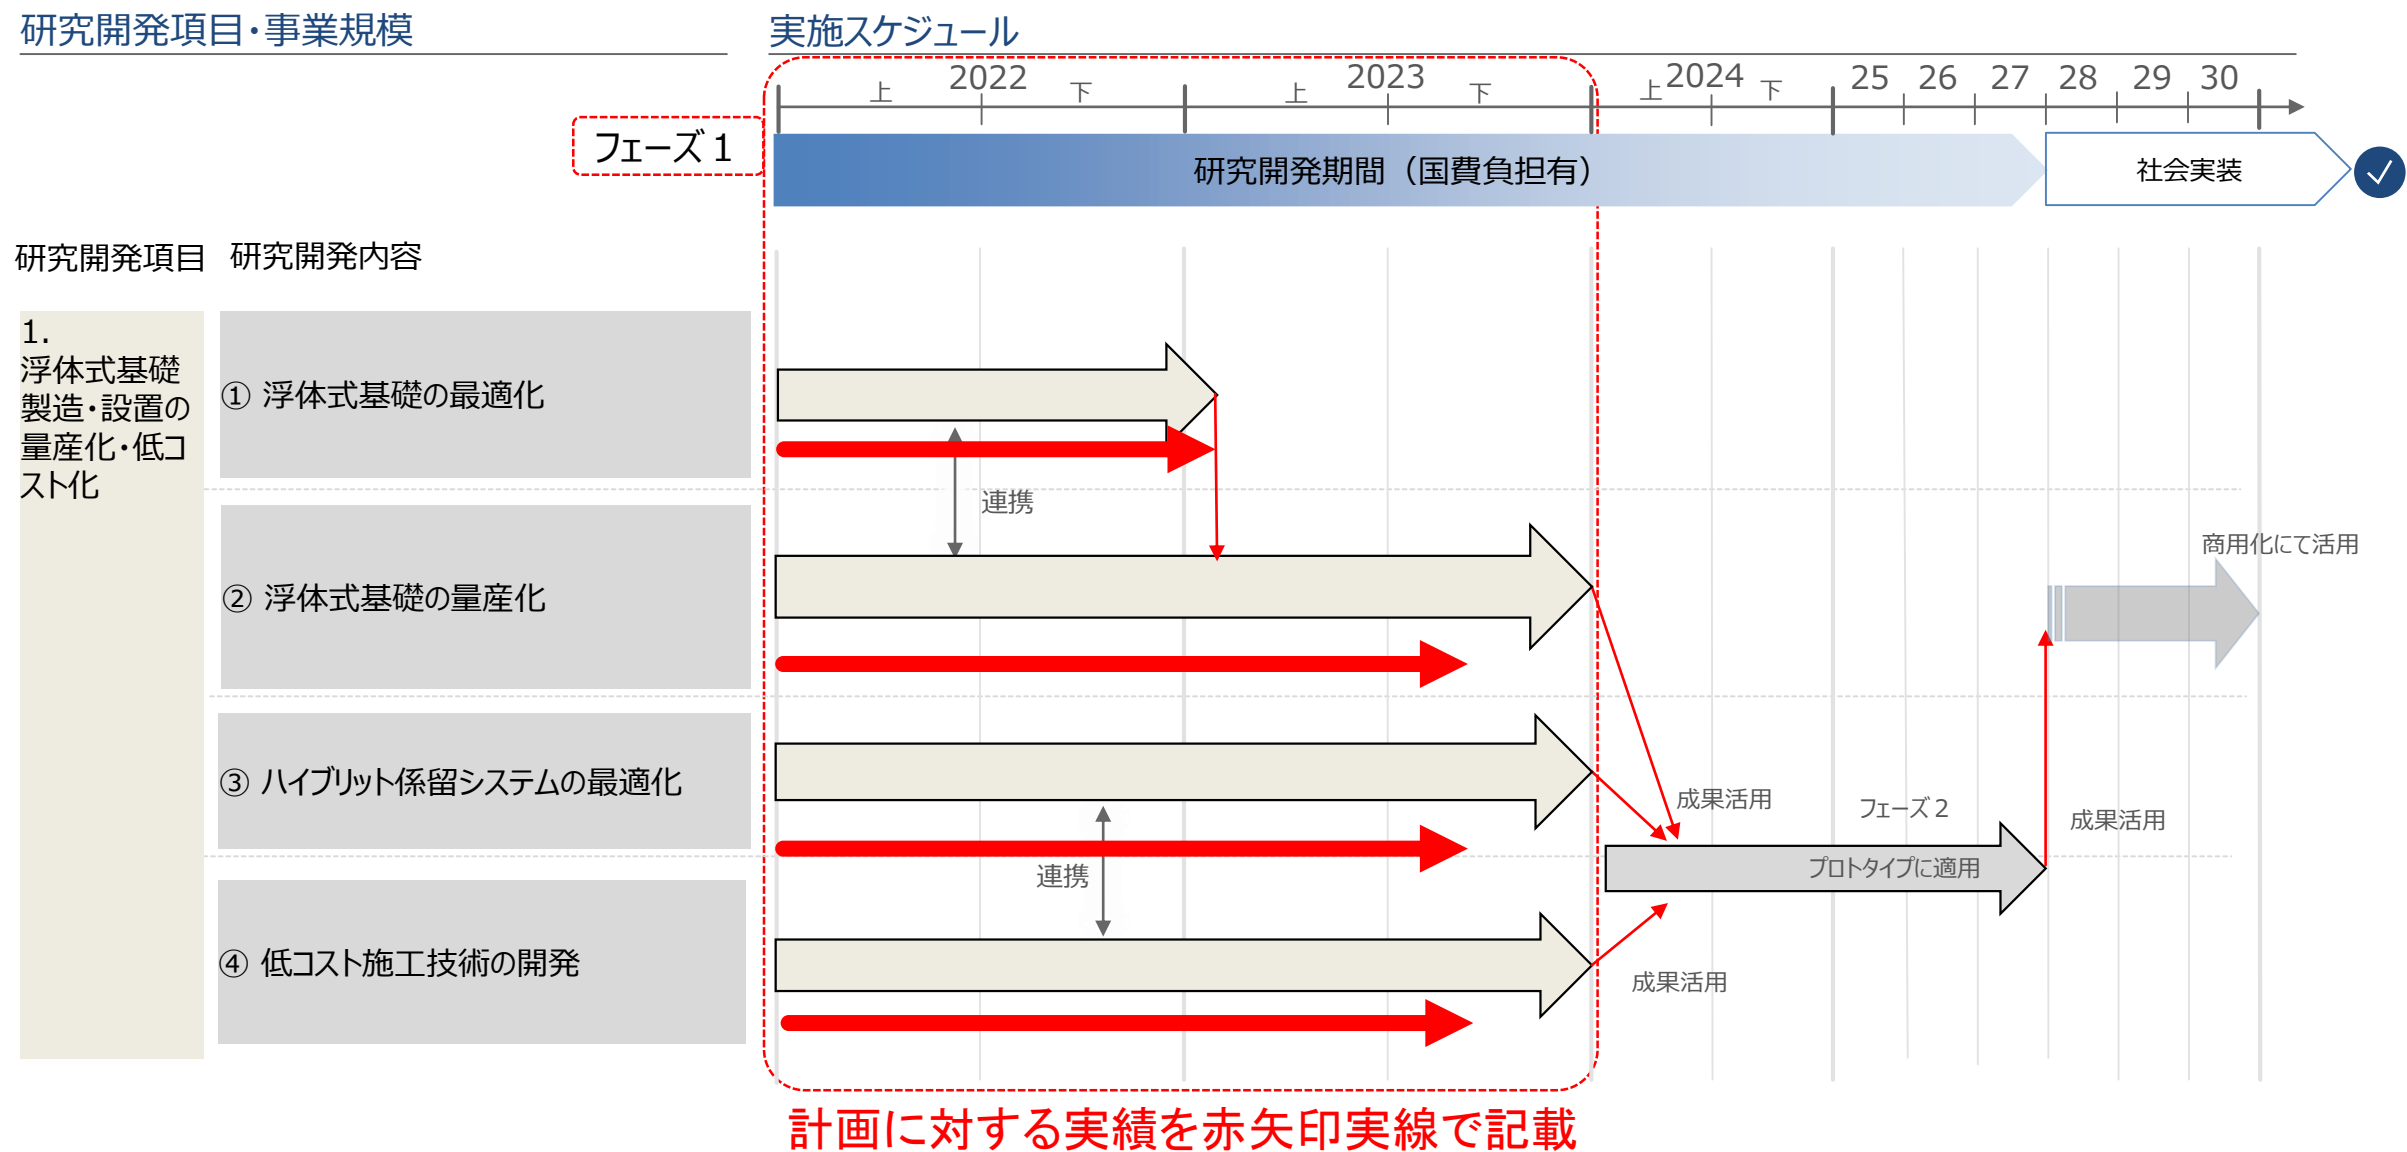 研究開発項目・事業規模
実施スケジュール
2022
2023
2024
25
26
27
28
29
30
上
下
上
下
上
下
フェーズ１
研究開発期間（国費負担有）
社会実装
研究開発項目
研究開発内容
1.
浮体式基礎
製造・設置の
量産化・低コ
スト化
① 浮体式基礎の最適化
連携
② 浮体式基礎の量産化
商用化にて活用
③ ハイブリット係留システムの最適化
成果活用
フェーズ２
成果活用
プロトタイプに適用
連携
④ 低コスト施工技術の開発
成果活用
計画に対する実績を赤矢印実線で記載